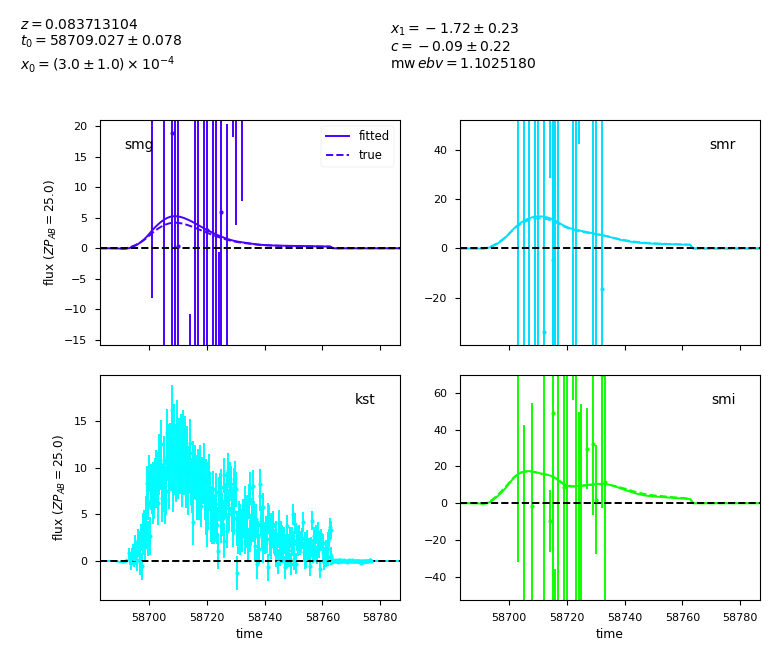 z = 0.083713104
t₀ = 58709.027 ± 0.078
x₀ = (3.0 ± 1.0) × 10⁻⁴
x₁ = −1.72 ± 0.23
c = −0.09 ± 0.22
mw ebv = 1.1025180
smg
fitted
true
20
15
10
5
0
−5
−10
−15
flux (ZP_AB = 25.0)
smr
40
20
0
−20
kst
15
10
5
0
flux (ZP_AB = 25.0)
58700 58720 58740 58760 58780
time
smi
60
40
20
0
−20
−40
58700 58720 58740 58760 58780
time